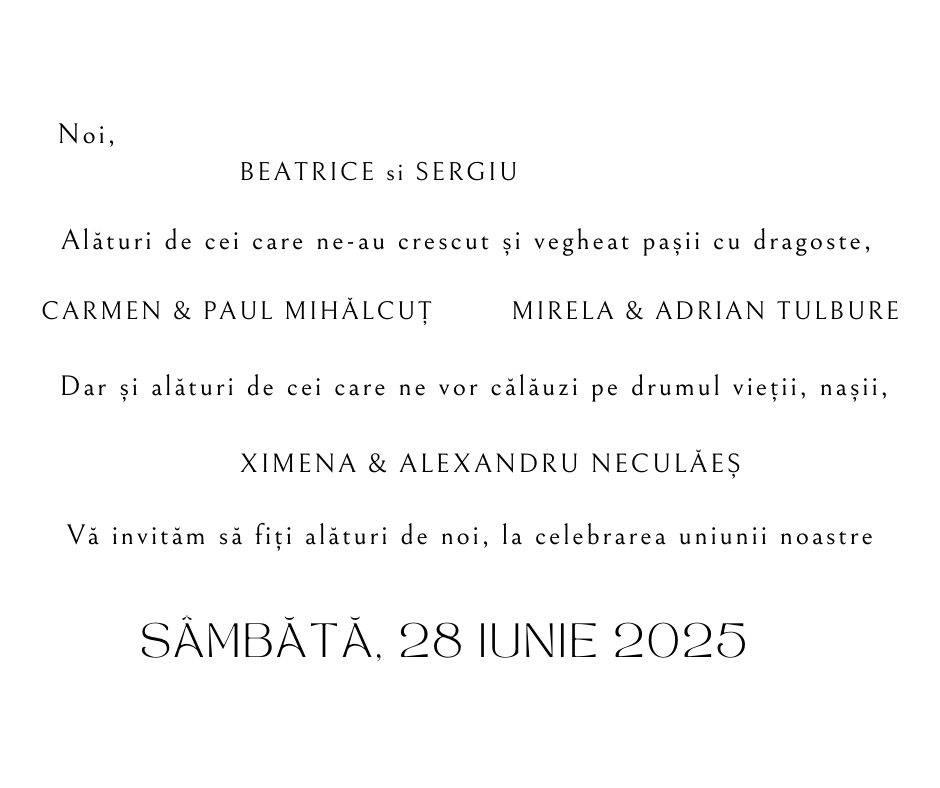 Noi,
BEATRICE si SERGIU
Alături de cei care ne-au crescut și vegheat pașii cu dragoste,
CARMEN & PAUL MIHĂLCUȚ MIRELA & ADRIAN TULBURE
Dar și alături de cei care ne vor călăuzi pe drumul vieții, nașii,
XIMENA & ALEXANDRU NECULĂEȘ
Vă invităm să fiți alături de noi, la celebrarea uniunii noastre
SÂMBĂTĂ, 28 IUNIE 2025